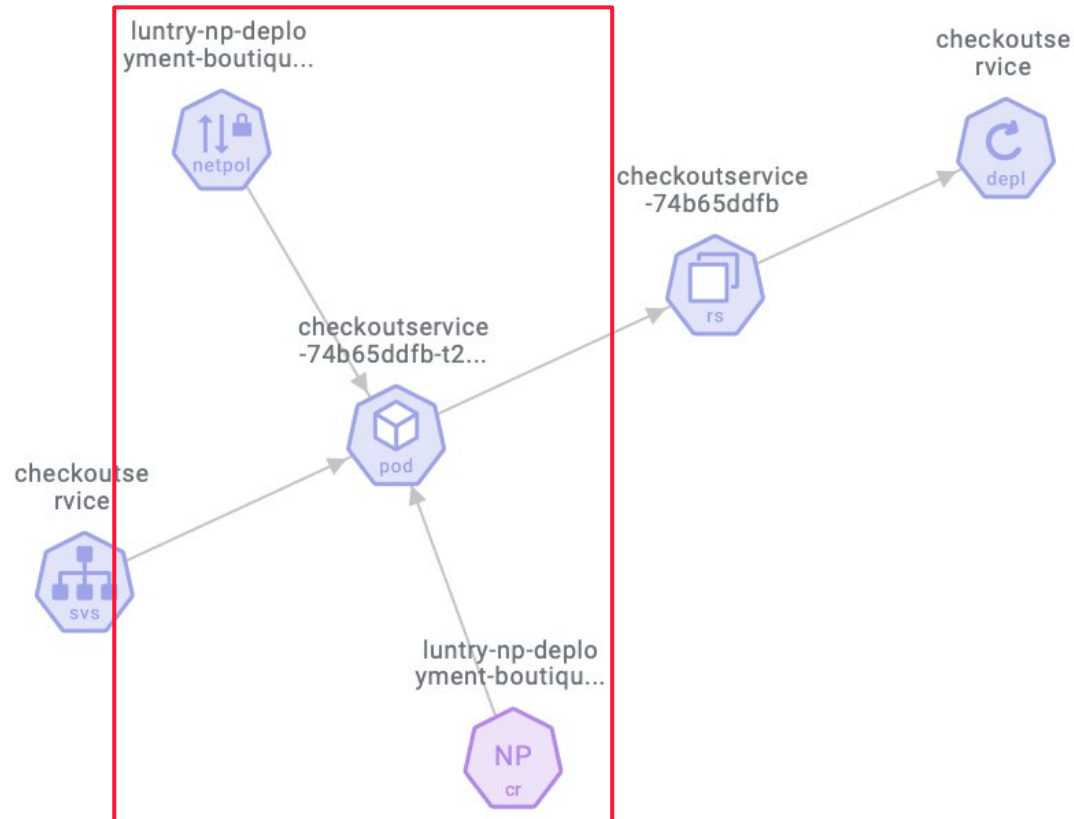 luntry-np-deplo
yment-boutiqu...
netpol
checkoutse
rvice
depl
checkoutservice
-74b65ddfb
rs
checkoutservice
-74b65ddfb-t2...
pod
checkoutse
rvice
svs
luntry-np-deplo
yment-boutiqu...
NP
cr